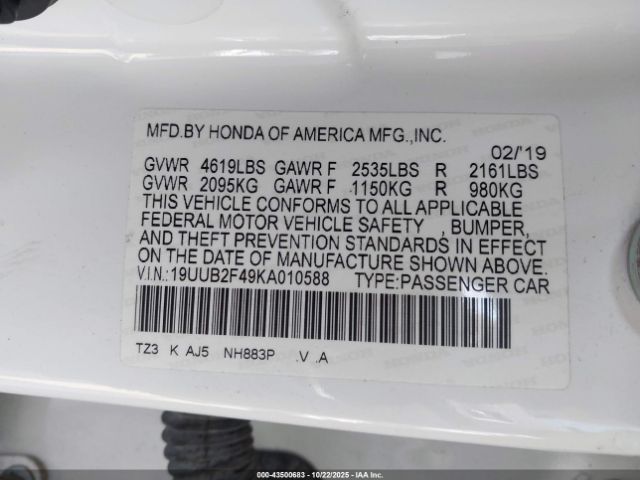 MFD.BY HONDA OF AMERICA MFG.,INC.
02/'19
GVWR 4619LBS GAWR F 2535LBS R 2161LBS
GVWR 2095KG GAWR F 1150KG R 980KG
THIS VEHICLE CONFORMS TO ALL APPLICABLE
FEDERAL MOTOR VEHICLE SAFETY , BUMPER,
AND THEFT PREVENTION STANDARDS IN EFFECT
ON THE DATE OF MANUFACTURE SHOWN ABOVE.
V.I.N.:19UUB2F49KA010588 TYPE:PASSENGER CAR
TZ3 K AJ5 NH883P .V .A
000-43500683 - 10/22/2025 - Copyright IAA Inc.